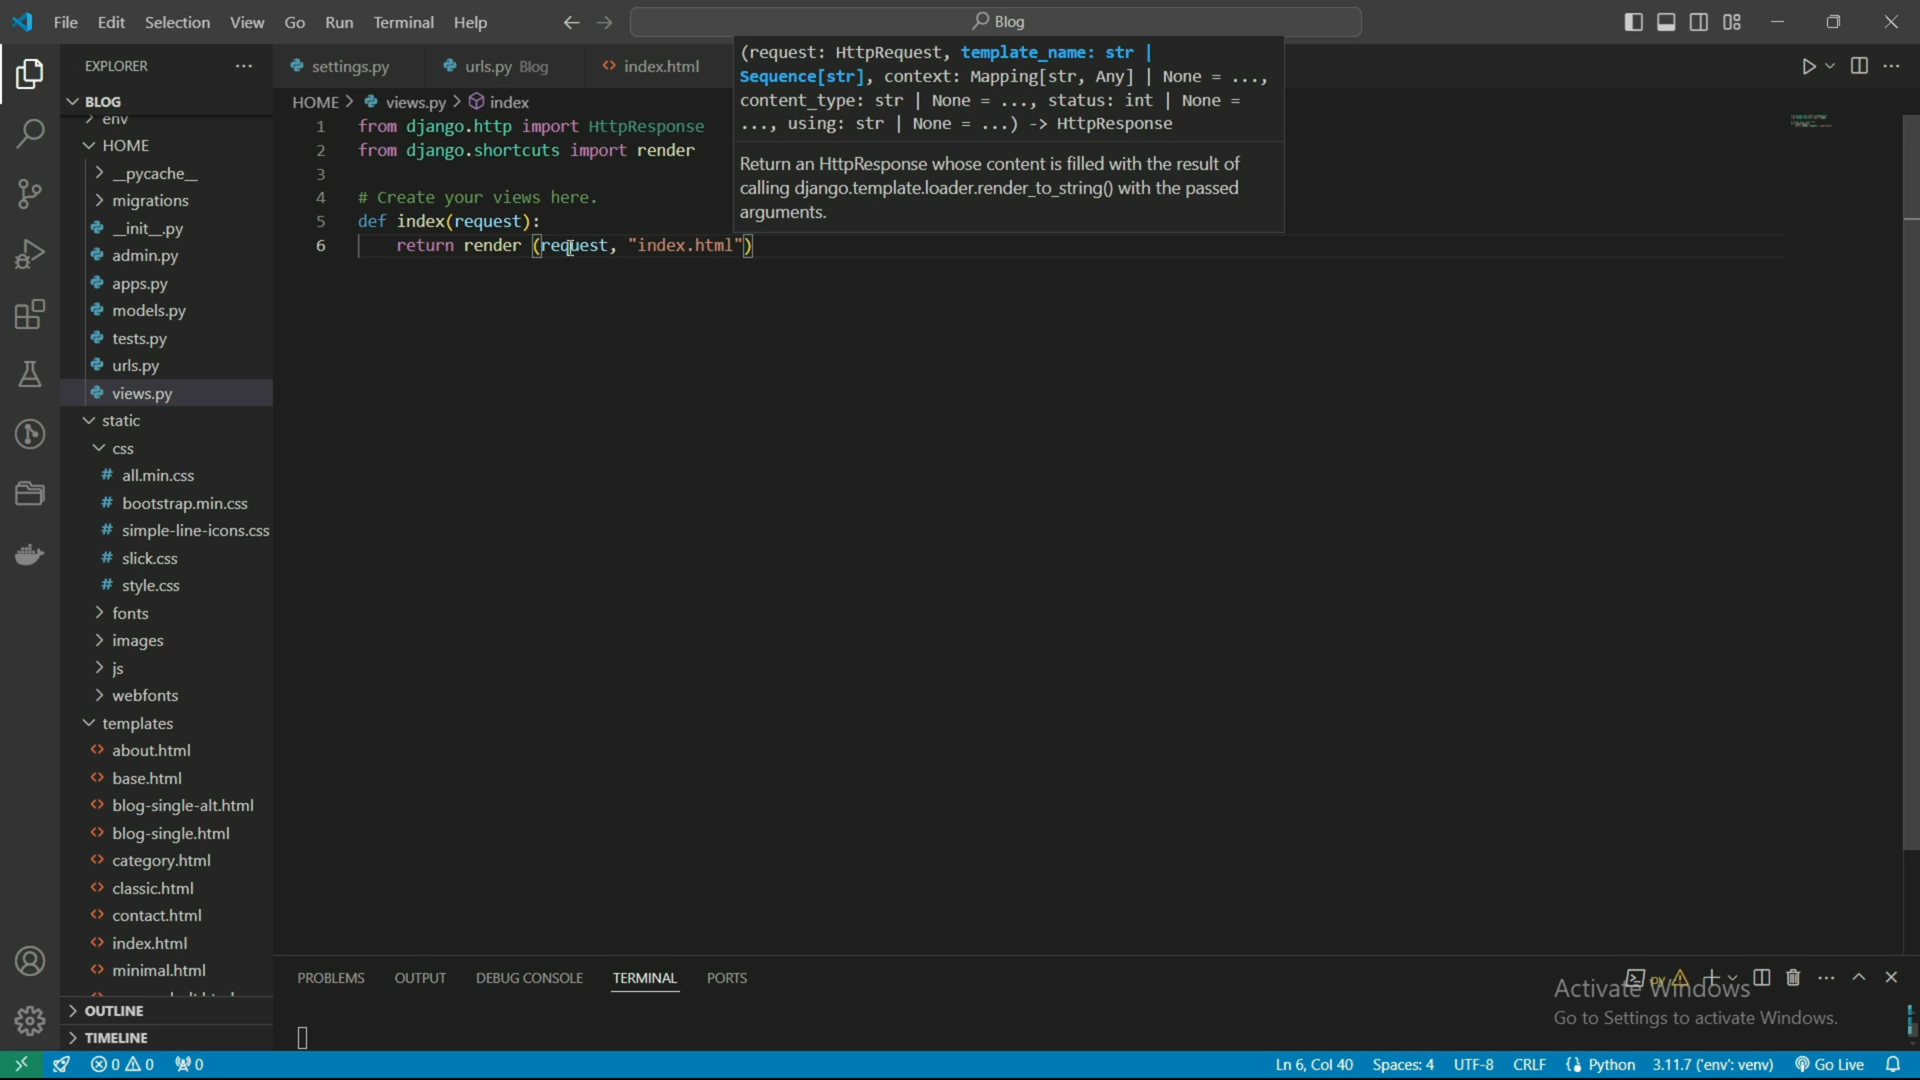 File Edit Selection View Go Run Terminal Help
Blog
EXPLORER
BLOG
env
HOME
__pycache__
migrations
__init__.py
admin.py
apps.py
models.py
tests.py
urls.py
views.py
static
css
all.min.css
bootstrap.min.css
simple-line-icons.css
slick.css
style.css
fonts
images
js
webfonts
templates
about.html
base.html
blog-single-alt.html
blog-single.html
category.html
classic.html
contact.html
index.html
minimal.html
OUTLINE
TIMELINE
settings.py
urls.py Blog
index.html
HOME > views.py > index
1 from django.http import HttpResponse
2 from django.shortcuts import render
3
4 # Create your views here.
5 def index(request):
6 return render (request, "index.html")
(request: HttpRequest, template_name: str |
Sequence[str], context: Mapping[str, Any] | None = ...,
content_type: str | None = ..., status: int | None =
..., using: str | None = ...) -> HttpResponse
Return an HttpResponse whose content is filled with the result of
calling django.template.loader.render_to_string() with the passed
arguments.
PROBLEMS OUTPUT DEBUG CONSOLE TERMINAL PORTS
py
Activate Windows
Go to Settings to activate Windows.
0 0 0
Ln 6, Col 40 Spaces: 4 UTF-8 CRLF Python 3.11.7 ('env': venv) Go Live